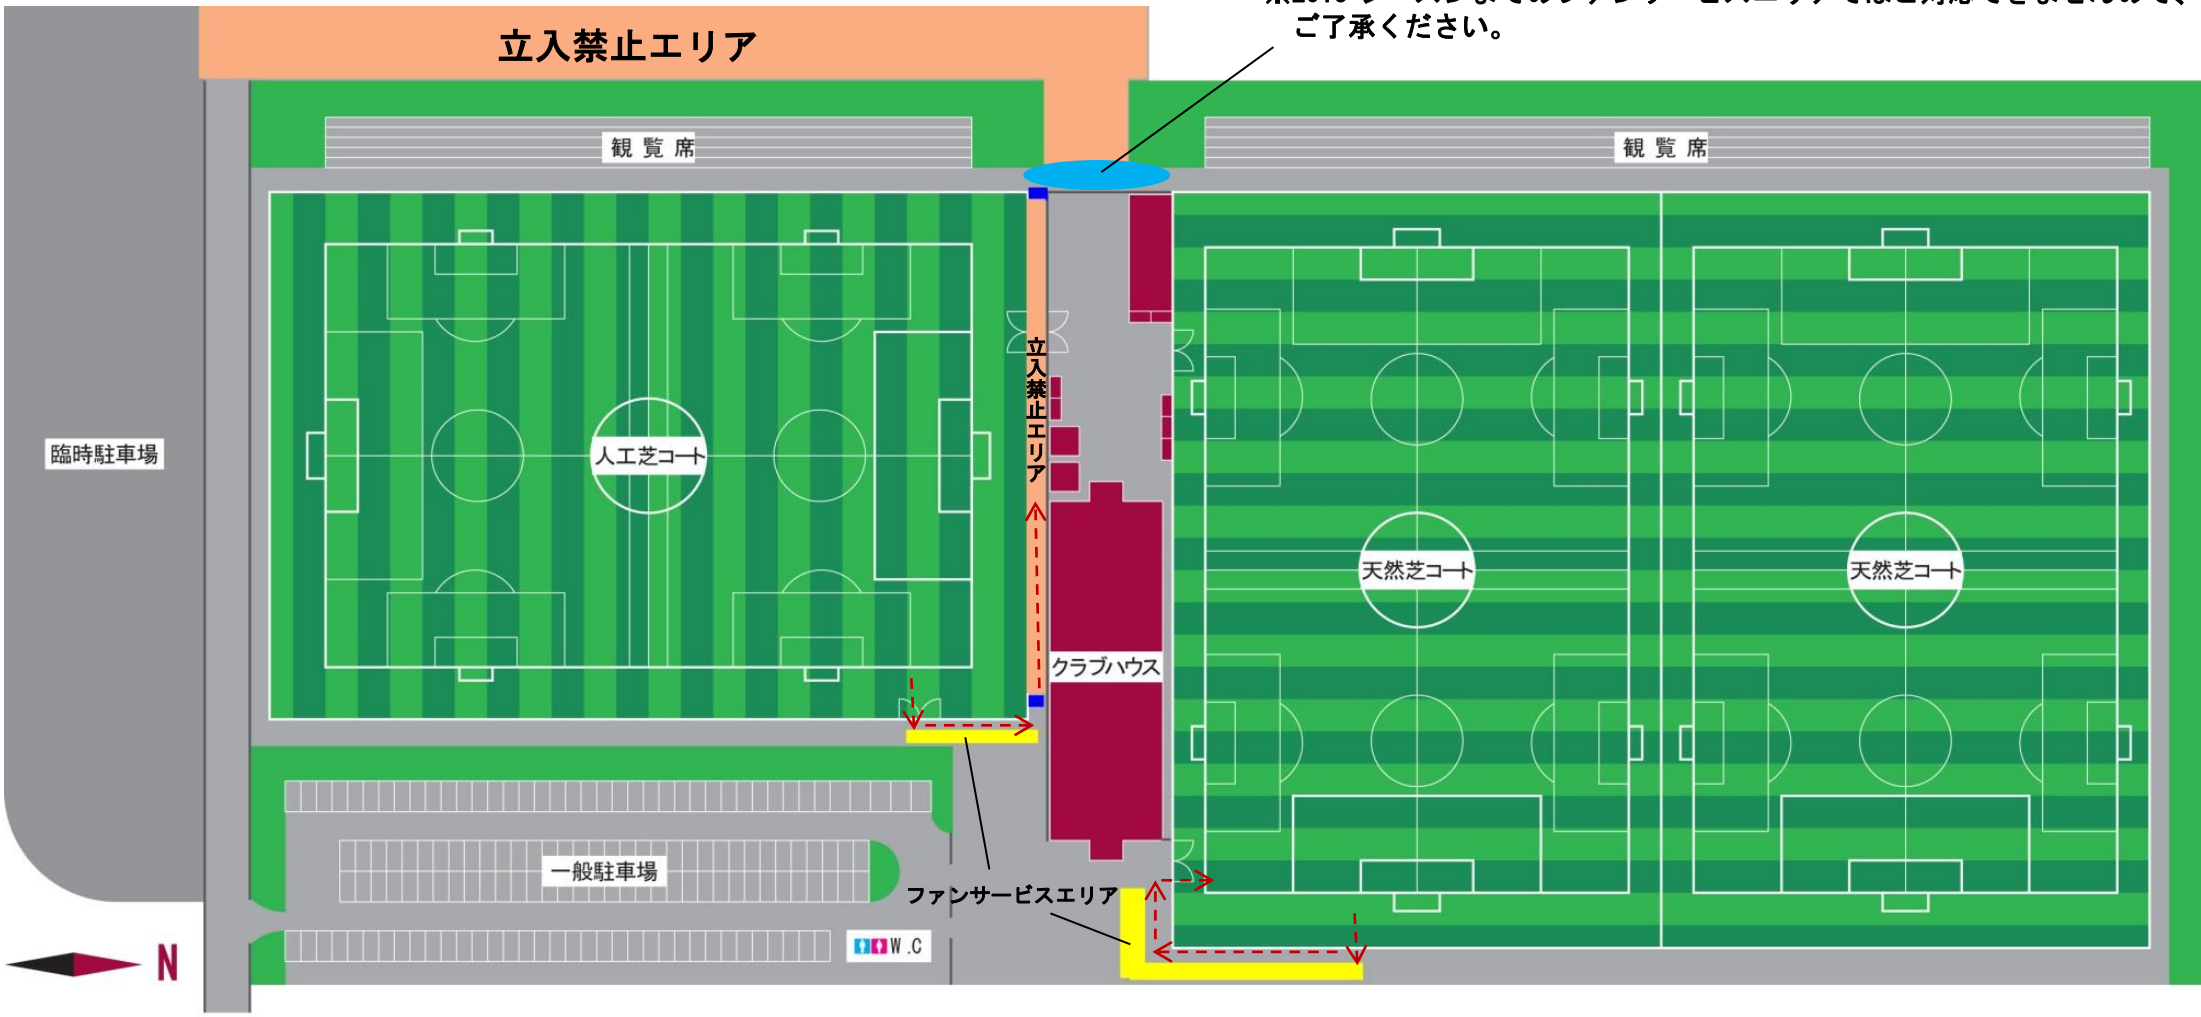 ご了承ください。
立入禁止エリア
観覧席
観覧席
立入禁止エリア
臨時駐車場
人工芝コート
天然芝コート
天然芝コート
クラブハウス
一般駐車場
ファンサービスエリア
W.C
N